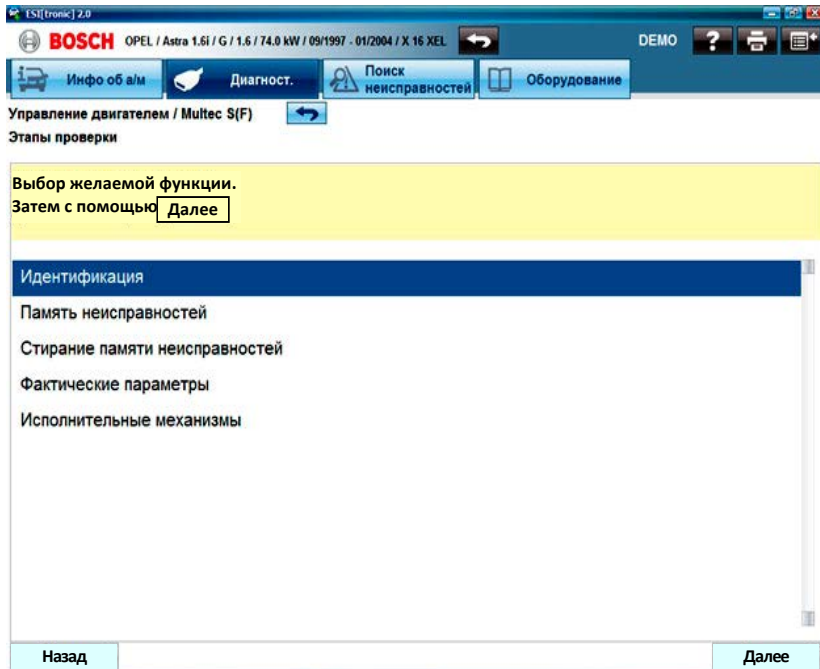 ESI[tronic] 2.0
BOSCH OPEL / Astra 1.6i / G / 1.6 / 74.0 kW / 09/1997 - 01/2004 / X 16 XEL DEMO ?
Инфо об а/м Диагност. Поиск неисправностей Оборудование
Управление двигателем / Multec S(F)
Этапы проверки
Выбор желаемой функции.
Затем с помощью Далее
Идентификация
Память неисправностей
Стирание памяти неисправностей
Фактические параметры
Исполнительные механизмы
Назад Далее